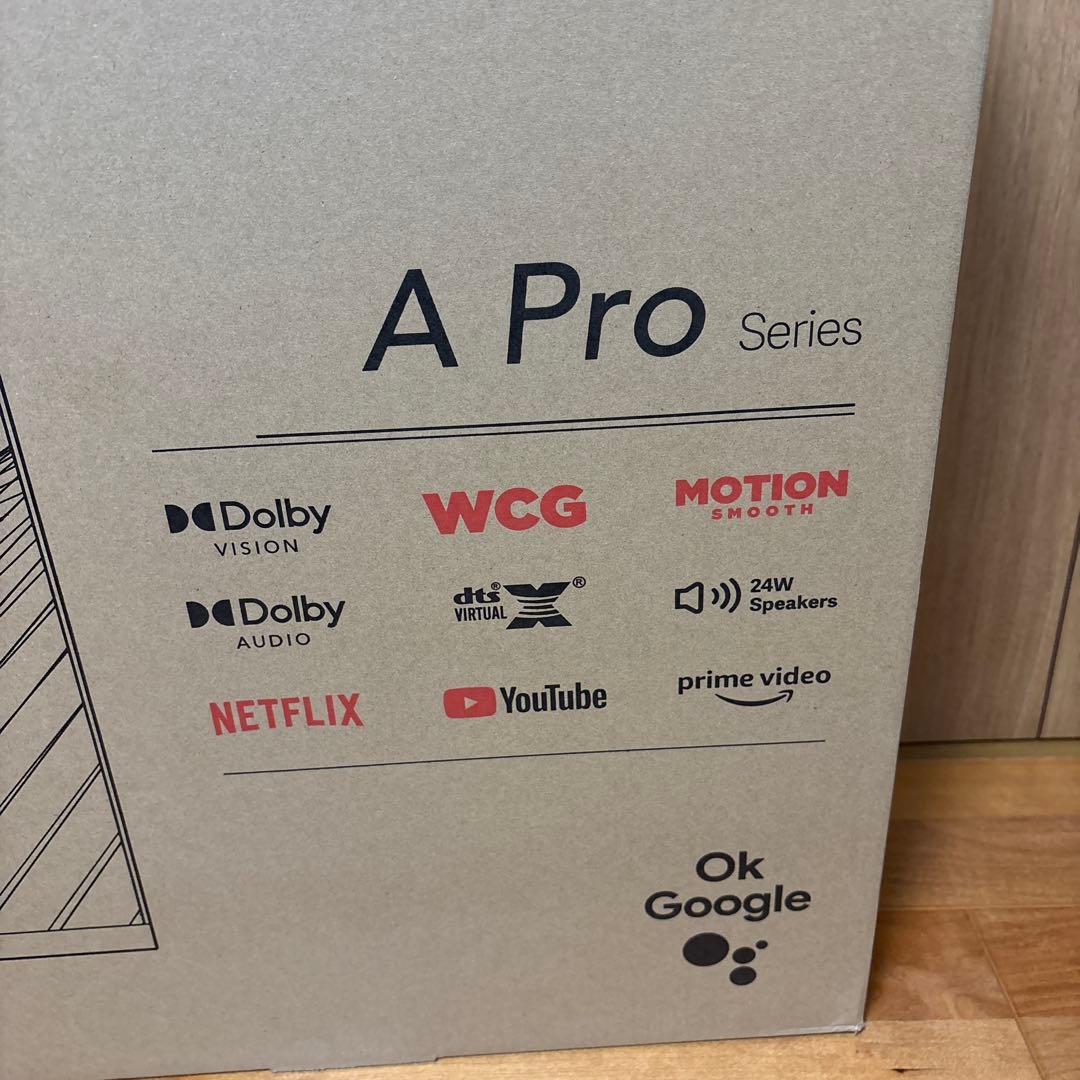 A Pro Series
Dolby
VISION
WCG
MOTION
SMOOTH
Dolby
AUDIO
dts®
VIRTUAL X®
24W
Speakers
NETFLIX
YouTube
prime video
Ok
Google